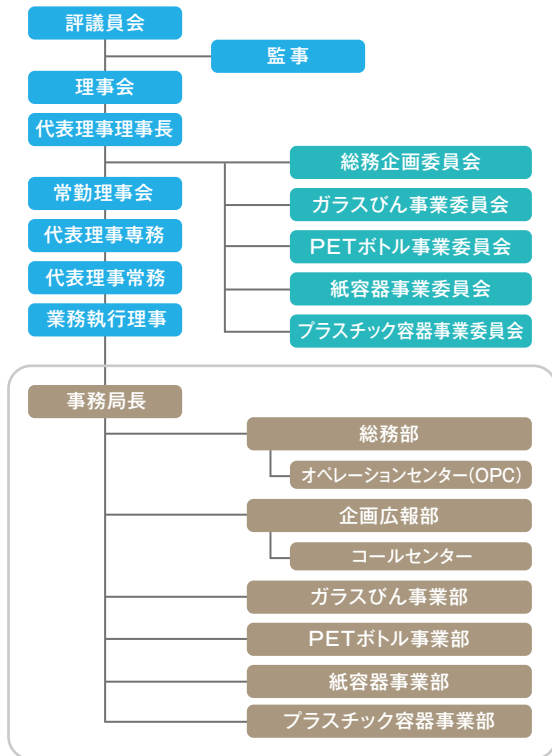 評議員会
監事
理事会
代表理事理事長
総務企画委員会
常勤理事会
ガラスびん事業委員会
代表理事専務
PETボトル事業委員会
代表理事常務
紙容器事業委員会
業務執行理事
プラスチック容器事業委員会
事務局長
総務部
オペレーションセンター(OPC)
企画広報部
コールセンター
ガラスびん事業部
PETボトル事業部
紙容器事業部
プラスチック容器事業部